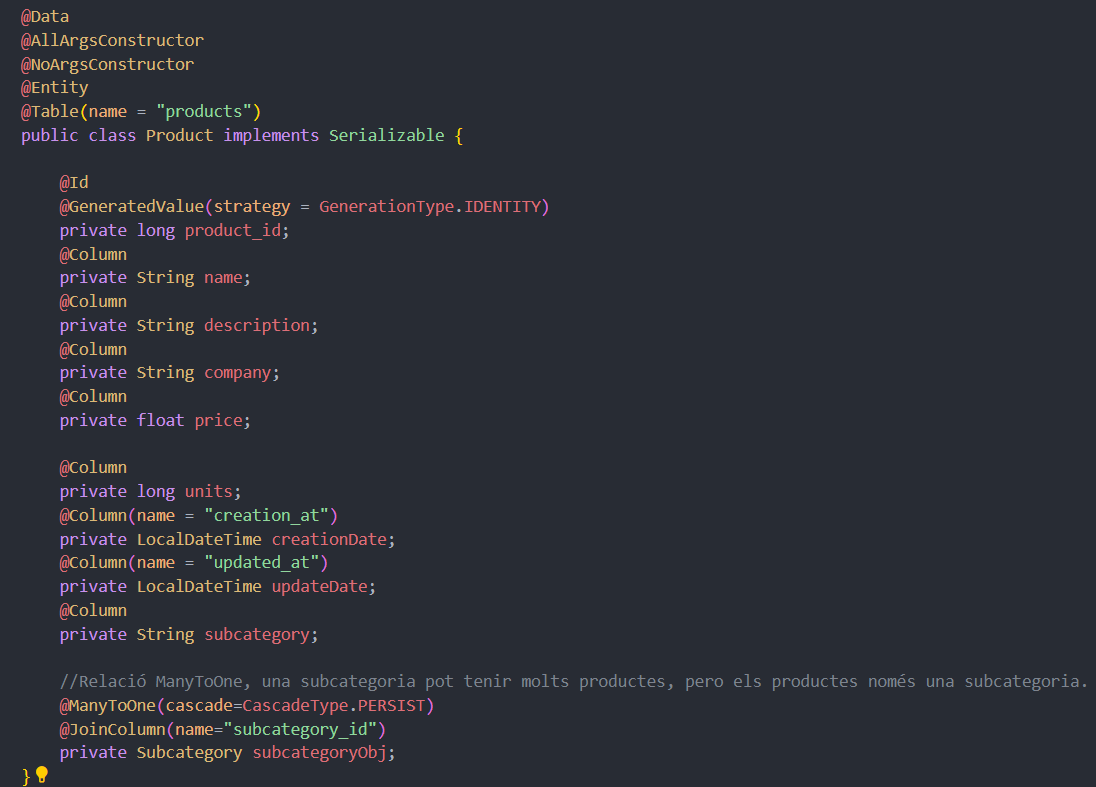 @Data
@AllArgsConstructor
@NoArgsConstructor
@Entity
@Table(name = "products")
public class Product implements Serializable {
@Id
@GeneratedValue(strategy = GenerationType.IDENTITY)
private long product_id;
@Column
private String name;
@Column
private String description;
@Column
private String company;
@Column
private float price;
@Column
private long units;
@Column(name = "creation_at")
private LocalDateTime creationDate;
@Column(name = "updated_at")
private LocalDateTime updateDate;
@Column
private String subcategory;
//Relació ManyToOne, una subcategoria pot tenir molts productes, pero els productes només una subcategoria.
@ManyToOne(cascade=CascadeType.PERSIST)
@JoinColumn(name="subcategory_id")
private Subcategory subcategoryObj;
}